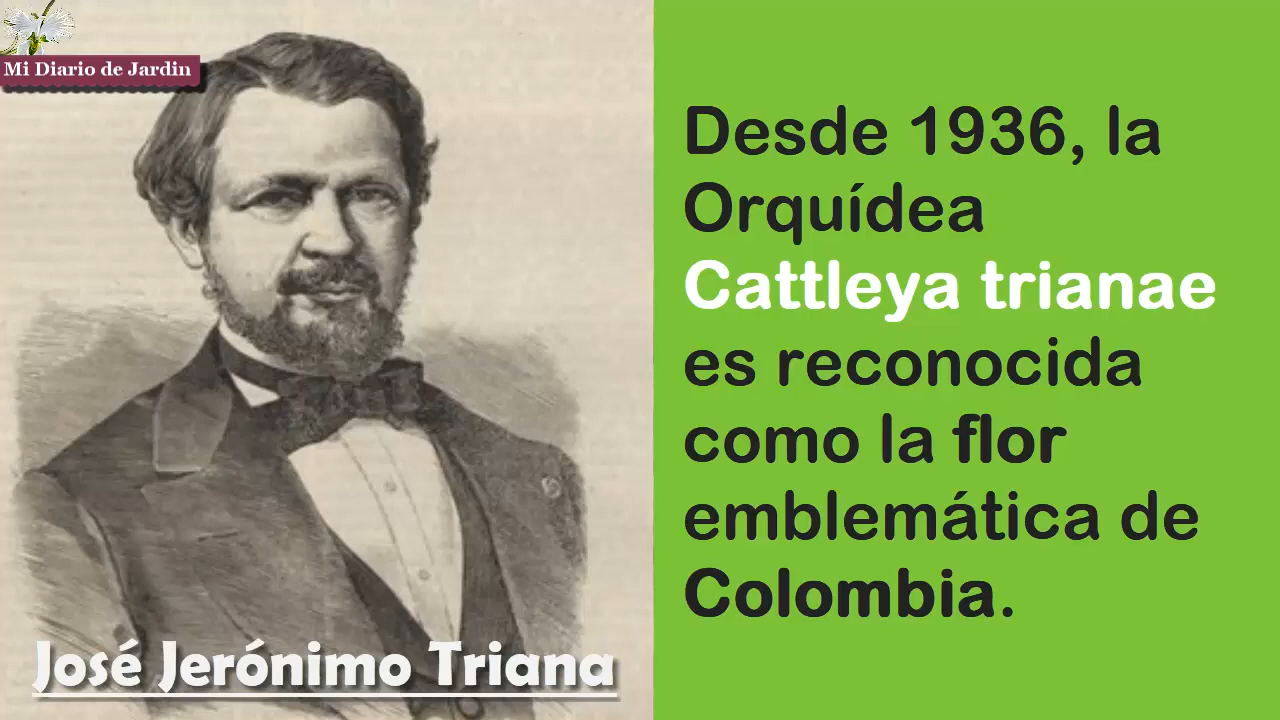 Mi Diario de Jardin
José Jerónimo Triana
Desde 1936, la
Orquídea
Cattleya trianae
es reconocida
como la flor
emblemática de
Colombia.